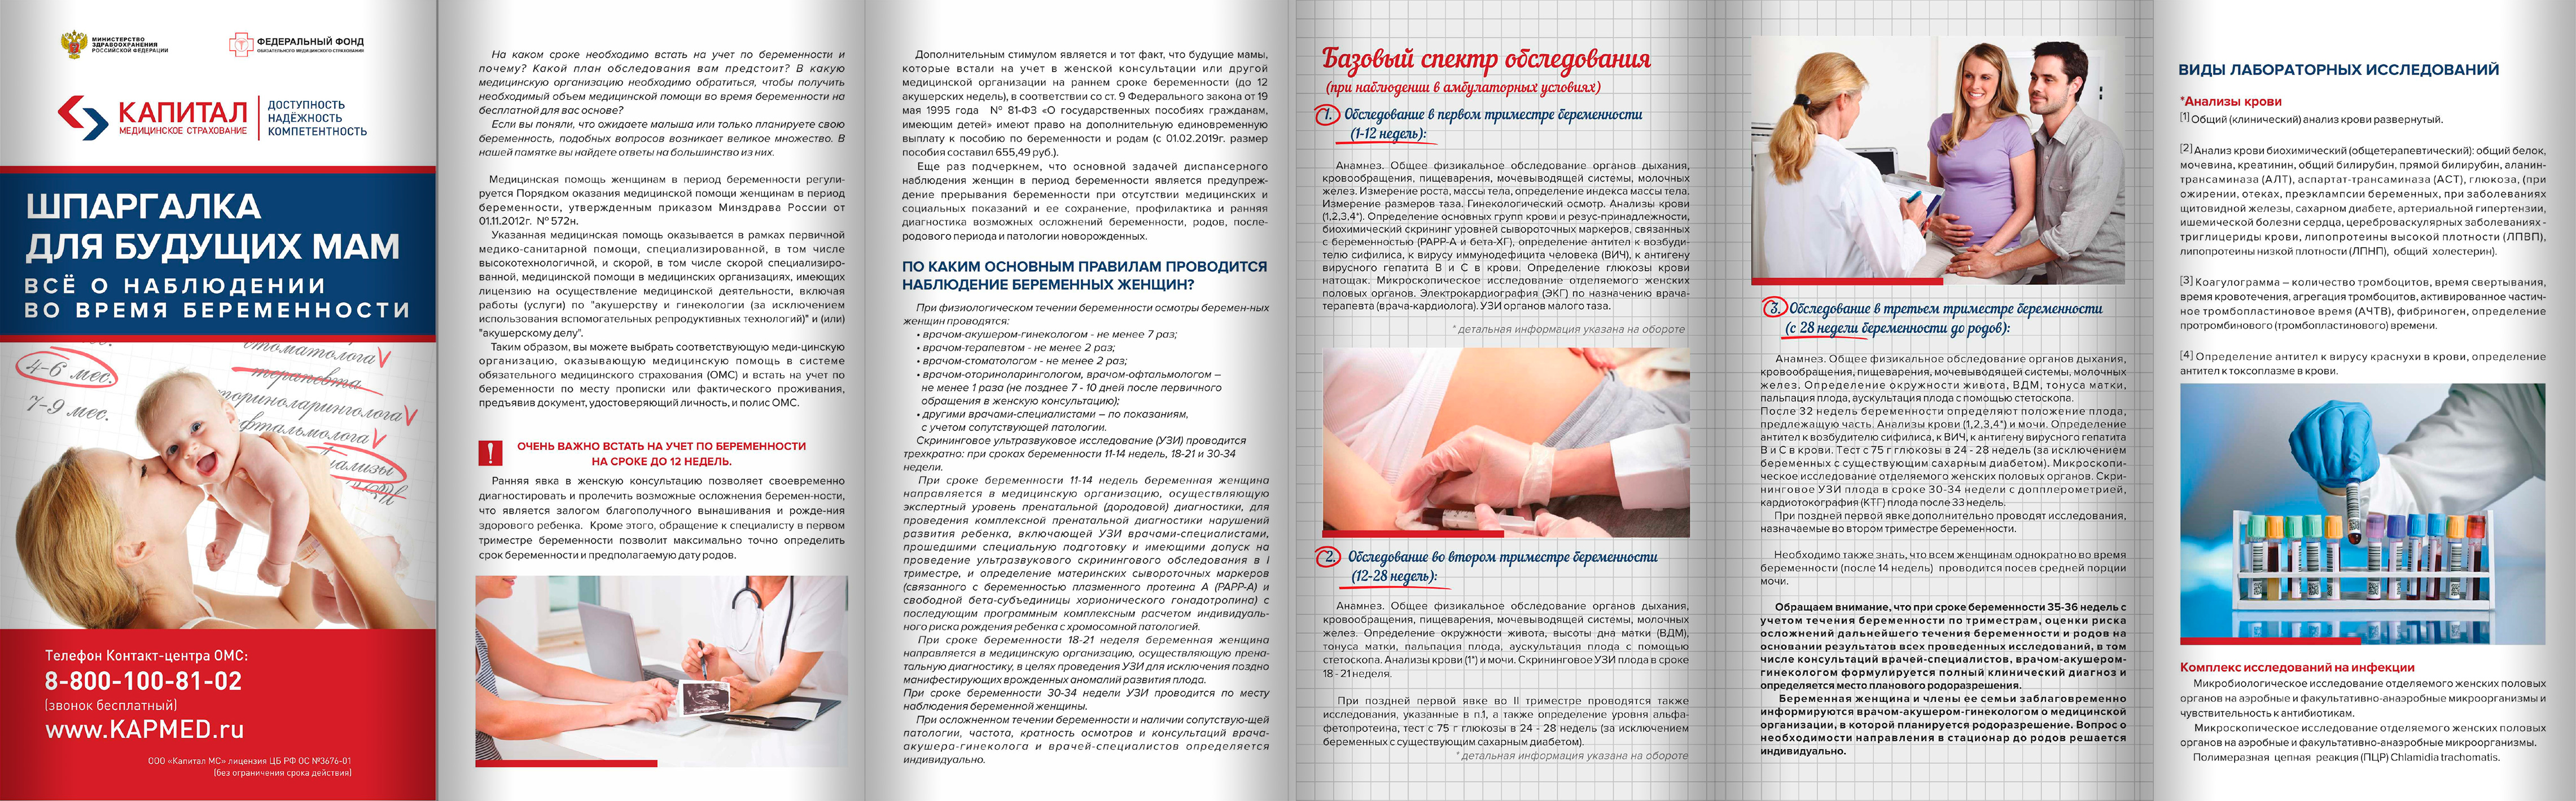 МИНИСТЕРСТВО
ЗДРАВООХРАНЕНИЯ
РОССИЙСКОЙ ФЕДЕРАЦИИ
ФЕДЕРАЛЬНЫЙ ФОНД
ОБЯЗАТЕЛЬНОГО МЕДИЦИНСКОГО СТРАХОВАНИЯ
КАПИТАЛ
МЕДИЦИНСКОЕ СТРАХОВАНИЕ
ДОСТУПНОСТЬ
НАДЁЖНОСТЬ
КОМПЕТЕНТНОСТЬ
ШПАРГАЛКА
ДЛЯ БУДУЩИХ МАМ
ВСЁ О НАБЛЮДЕНИИ
ВО ВРЕМЯ БЕРЕМЕННОСТИ
стоматолога
4-6 мес.
терапевта
7-9 мес.
ториноларинголога
фтальмолога
Телефон Контакт-центра ОМС:
8-800-100-81-02
(звонок бесплатный)
www.KAPMED.ru
ООО «Капитал МС» лицензия ЦБ РФ ОС №3676-01
(без ограничения срока действия)
На каком сроке необходимо встать на учет по беременности и
почему? Какой план обследования вам предстоит? В какую
медицинскую организацию необходимо обратиться, чтобы получить
необходимый объем медицинской помощи во время беременности на
бесплатной для вас основе?
Если вы поняли, что ожидаете малыша или только планируете свою
беременность, подобных вопросов возникает великое множество. В
нашей памятке вы найдете ответы на большинство из них.
Медицинская помощь женщинам в период беременности регули-
руется Порядком оказания медицинской помощи женщинам в период
беременности, утвержденным приказом Минздрава России от
01.11.2012г. № 572н.
Указанная медицинская помощь оказывается в рамках первичной
медико-санитарной помощи, специализированной, в том числе
высокотехнологичной, и скорой, в том числе скорой специализиро-
ванной, медицинской помощи в медицинских организациях, имеющих
лицензию на осуществление медицинской деятельности, включая
работы (услуги) по "акушерству и гинекологии (за исключением
использования вспомогательных репродуктивных технологий)" и (или)
"акушерскому делу".
Таким образом, вы можете выбрать соответствующую меди-цинскую
организацию, оказывающую медицинскую помощь в системе
обязательного медицинского страхования (ОМС) и встать на учет по
беременности по месту прописки или фактического проживания,
предъявив документ, удостоверяющий личность, и полис ОМС.
! ОЧЕНЬ ВАЖНО ВСТАТЬ НА УЧЕТ ПО БЕРЕМЕННОСТИ
НА СРОКЕ ДО 12 НЕДЕЛЬ.
Ранняя явка в женскую консультацию позволяет своевременно
диагностировать и пролечить возможные осложнения беремен-ности,
что является залогом благополучного вынашивания и рожде-ния
здорового ребенка. Кроме этого, обращение к специалисту в первом
триместре беременности позволит максимально точно определить
срок беременности и предполагаемую дату родов.
Дополнительным стимулом является и тот факт, что будущие мамы,
которые встали на учет в женской консультации или другой
медицинской организации на раннем сроке беременности (до 12
акушерских недель), в соответствии со ст. 9 Федерального закона от 19
мая 1995 года № 81-ФЗ «О государственных пособиях гражданам,
имеющим детей» имеют право на дополнительную единовременную
выплату к пособию по беременности и родам (с 01.02.2019г. размер
пособия составил 655,49 руб.).
Еще раз подчеркнем, что основной задачей диспансерного
наблюдения женщин в период беременности является предупреж-
дение прерывания беременности при отсутствии медицинских и
социальных показаний и ее сохранение, профилактика и ранняя
диагностика возможных осложнений беременности, родов, после-
родового периода и патологии новорожденных.
ПО КАКИМ ОСНОВНЫМ ПРАВИЛАМ ПРОВОДИТСЯ
НАБЛЮДЕНИЕ БЕРЕМЕННЫХ ЖЕНЩИН?
При физиологическом течении беременности осмотры беремен-ных
женщин проводятся:
• врачом-акушером-гинекологом - не менее 7 раз;
• врачом-терапевтом - не менее 2 раз;
• врачом-стоматологом - не менее 2 раз;
• врачом-оториноларингологом, врачом-офтальмологом –
не менее 1 раза (не позднее 7 - 10 дней после первичного
обращения в женскую консультацию);
• другими врачами-специалистами – по показаниям,
с учетом сопутствующей патологии.
Скрининговое ультразвуковое исследование (УЗИ) проводится
трехкратно: при сроках беременности 11-14 недель, 18-21 и 30-34
недели.
При сроке беременности 11-14 недель беременная женщина
направляется в медицинскую организацию, осуществляющую
экспертный уровень пренатальной (дородовой) диагностики, для
проведения комплексной пренатальной диагностики нарушений
развития ребенка, включающей УЗИ врачами-специалистами,
прошедшими специальную подготовку и имеющими допуск на
проведение ультразвукового скринингового обследования в I
триместре, и определение материнских сывороточных маркеров
(связанного с беременностью плазменного протеина А (РАРР-А) и
свободной бета-субъединицы хорионического гонадотропина) с
последующим программным комплексным расчетом индивидуаль-
ного риска рождения ребенка с хромосомной патологией.
При сроке беременности 18-21 неделя беременная женщина
направляется в медицинскую организацию, осуществляющую прена-
тальную диагностику, в целях проведения УЗИ для исключения поздно
манифестирующих врожденных аномалий развития плода.
При сроке беременности 30-34 недели УЗИ проводится по месту
наблюдения беременной женщины.
При осложненном течении беременности и наличии сопутствую-щей
патологии, частота, кратность осмотров и консультаций врача-
акушера-гинеколога и врачей-специалистов определяется
индивидуально.
Базовый спектр обследования
(при наблюдении в амбулаторных условиях)
1. Обследование в первом триместре беременности
(1-12 недель):
Анамнез. Общее физикальное обследование органов дыхания,
кровообращения, пищеварения, мочевыводящей системы, молочных
желез. Измерение роста, массы тела, определение индекса массы тела.
Измерение размеров таза. Гинекологический осмотр. Анализы крови
(1,2,3,4*). Определение основных групп крови и резус-принадлежности,
биохимический скрининг уровней сывороточных маркеров, связанных
с беременностью (РАРР-А и бета-ХГ), определение антител к возбуди-
телю сифилиса, к вирусу иммунодефицита человека (ВИЧ), к антигену
вирусного гепатита В и С в крови. Определение глюкозы крови
натощак. Микроскопическое исследование отделяемого женских
половых органов. Электрокардиография (ЭКГ) по назначению врача-
терапевта (врача-кардиолога). УЗИ органов малого таза.
* детальная информация указана на обороте
2. Обследование во втором триместре беременности
(12-28 недель):
Анамнез. Общее физикальное обследование органов дыхания,
кровообращения, пищеварения, мочевыводящей системы, молочных
желез. Определение окружности живота, высоты дна матки (ВДМ),
тонуса матки, пальпация плода, аускультация плода с помощью
стетоскопа. Анализы крови (1*) и мочи. Скрининговое УЗИ плода в сроке
18 - 21 неделя.
При поздней первой явке во II триместре проводятся также
исследования, указанные в п.1, а также определение уровня альфа-
фетопротеина, тест с 75 г глюкозы в 24 - 28 недель (за исключением
беременных с существующим сахарным диабетом).
* детальная информация указана на обороте
3. Обследование в третьем триместре беременности
(с 28 недели беременности до родов):
Анамнез. Общее физикальное обследование органов дыхания,
кровообращения, пищеварения, мочевыводящей системы, молочных
желез. Определение окружности живота, ВДМ, тонуса матки,
пальпация плода, аускультация плода с помощью стетоскопа.
После 32 недель беременности определяют положение плода,
предлежащую часть. Анализы крови (1,2,3,4*) и мочи. Определение
антител к возбудителю сифилиса, к ВИЧ, к антигену вирусного гепатита
В и С в крови. Тест с 75 г глюкозы в 24 - 28 недель (за исключением
беременных с существующим сахарным диабетом). Микроскопи-
ческое исследование отделяемого женских половых органов. Скри-
нинговое УЗИ плода в сроке 30-34 недели с допплерометрией,
кардиотокография (КТГ) плода после 33 недель.
При поздней первой явке дополнительно проводят исследования,
назначаемые во втором триместре беременности.
Необходимо также знать, что всем женщинам однократно во время
беременности (после 14 недель) проводится посев средней порции
мочи.
Обращаем внимание, что при сроке беременности 35-36 недель с
учетом течения беременности по триместрам, оценки риска
осложнений дальнейшего течения беременности и родов на
основании результатов всех проведенных исследований, в том
числе консультаций врачей-специалистов, врачом-акушером-
гинекологом формулируется полный клинический диагноз и
определяется место планового родоразрешения.
Беременная женщина и члены ее семьи заблаговременно
информируются врачом-акушером-гинекологом о медицинской
организации, в которой планируется родоразрешение. Вопрос о
необходимости направления в стационар до родов решается
индивидуально.
ВИДЫ ЛАБОРАТОРНЫХ ИССЛЕДОВАНИЙ
*Анализы крови
[1] Общий (клинический) анализ крови развернутый.
[2] Анализ крови биохимический (общетерапевтический): общий белок,
мочевина, креатинин, общий билирубин, прямой билирубин, аланин-
трансаминаза (АЛТ), аспартат-трансаминаза (АСТ), глюкоза, (при
ожирении, отеках, преэклампсии беременных, при заболеваниях
щитовидной железы, сахарном диабете, артериальной гипертензии,
ишемической болезни сердца, цереброваскулярных заболеваниях -
триглицериды крови, липопротеины высокой плотности (ЛПВП),
липопротеины низкой плотности (ЛПНП), общий холестерин).
[3] Коагулограмма – количество тромбоцитов, время свертывания,
время кровотечения, агрегация тромбоцитов, активированное частич-
ное тромбопластиновое время (АЧТВ), фибриноген, определение
протромбинового (тромбопластинового) времени.
[4] Определение антител к вирусу краснухи в крови, определение
антител к токсоплазме в крови.
Комплекс исследований на инфекции
Микробиологическое исследование отделяемого женских половых
органов на аэробные и факультативно-анаэробные микроорганизмы и
чувствительность к антибиотикам.
Микроскопическое исследование отделяемого женских половых
органов на аэробные и факультативно-анаэробные микроорганизмы.
Полимеразная цепная реакция (ПЦР) Chlamidia trachomatis.